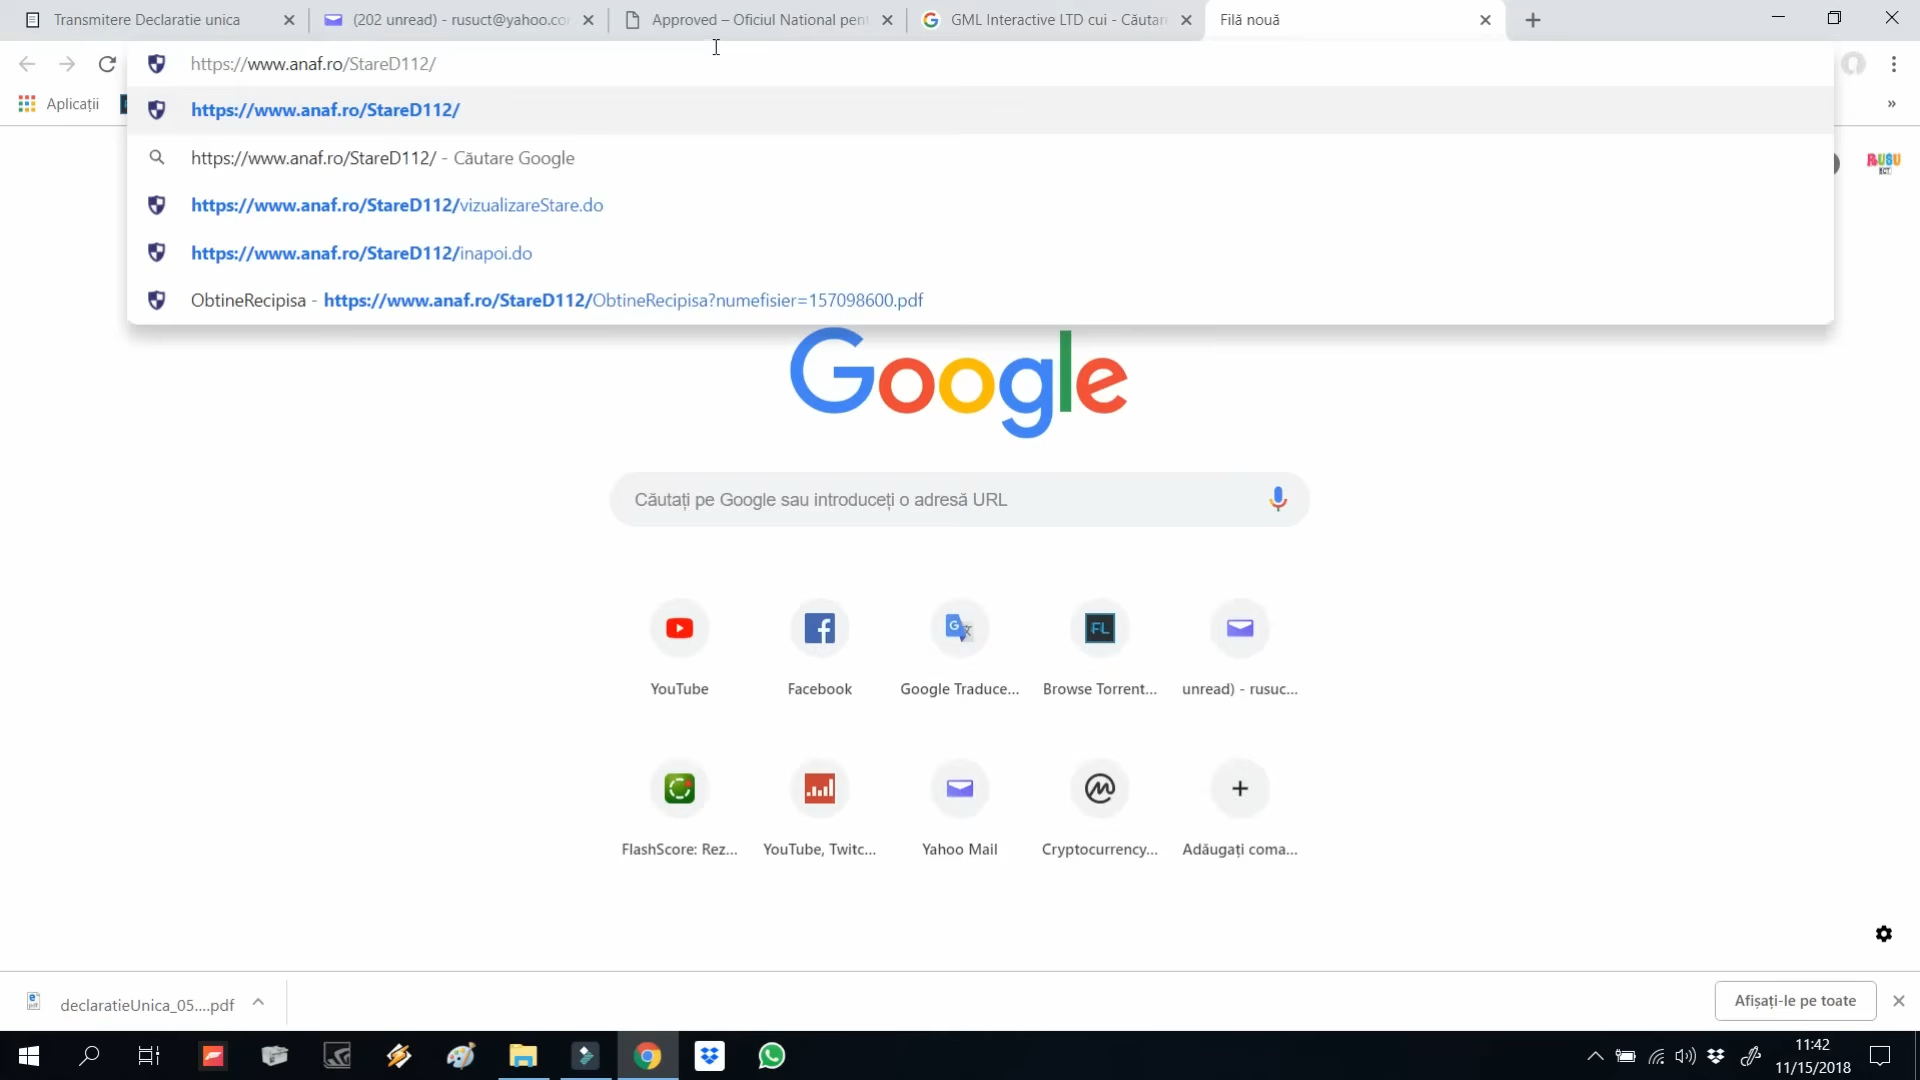 Transmitere Declaratie unica
(202 unread) - rusuct@yahoo.co
Approved – Oficiul National pent
GML Interactive LTD cui - Căutar
Filă nouă
https://www.anaf.ro/StareD112/
Aplicații
https://www.anaf.ro/StareD112/
https://www.anaf.ro/StareD112/ - Căutare Google
https://www.anaf.ro/StareD112/vizualizareStare.do
https://www.anaf.ro/StareD112/inapoi.do
ObtineRecipisa - https://www.anaf.ro/StareD112/ObtineRecipisa?numefisier=157098600.pdf
RUSU
Google
Căutați pe Google sau introduceți o adresă URL
FL
YouTube
Facebook
Google Traduce...
Browse Torrent...
unread) - rusuc...
FlashScore: Rez...
YouTube, Twitc...
Yahoo Mail
Cryptocurrency...
Adăugați coma...
declaratieUnica_05....pdf
Afișați-le pe toate
11:42
11/15/2018